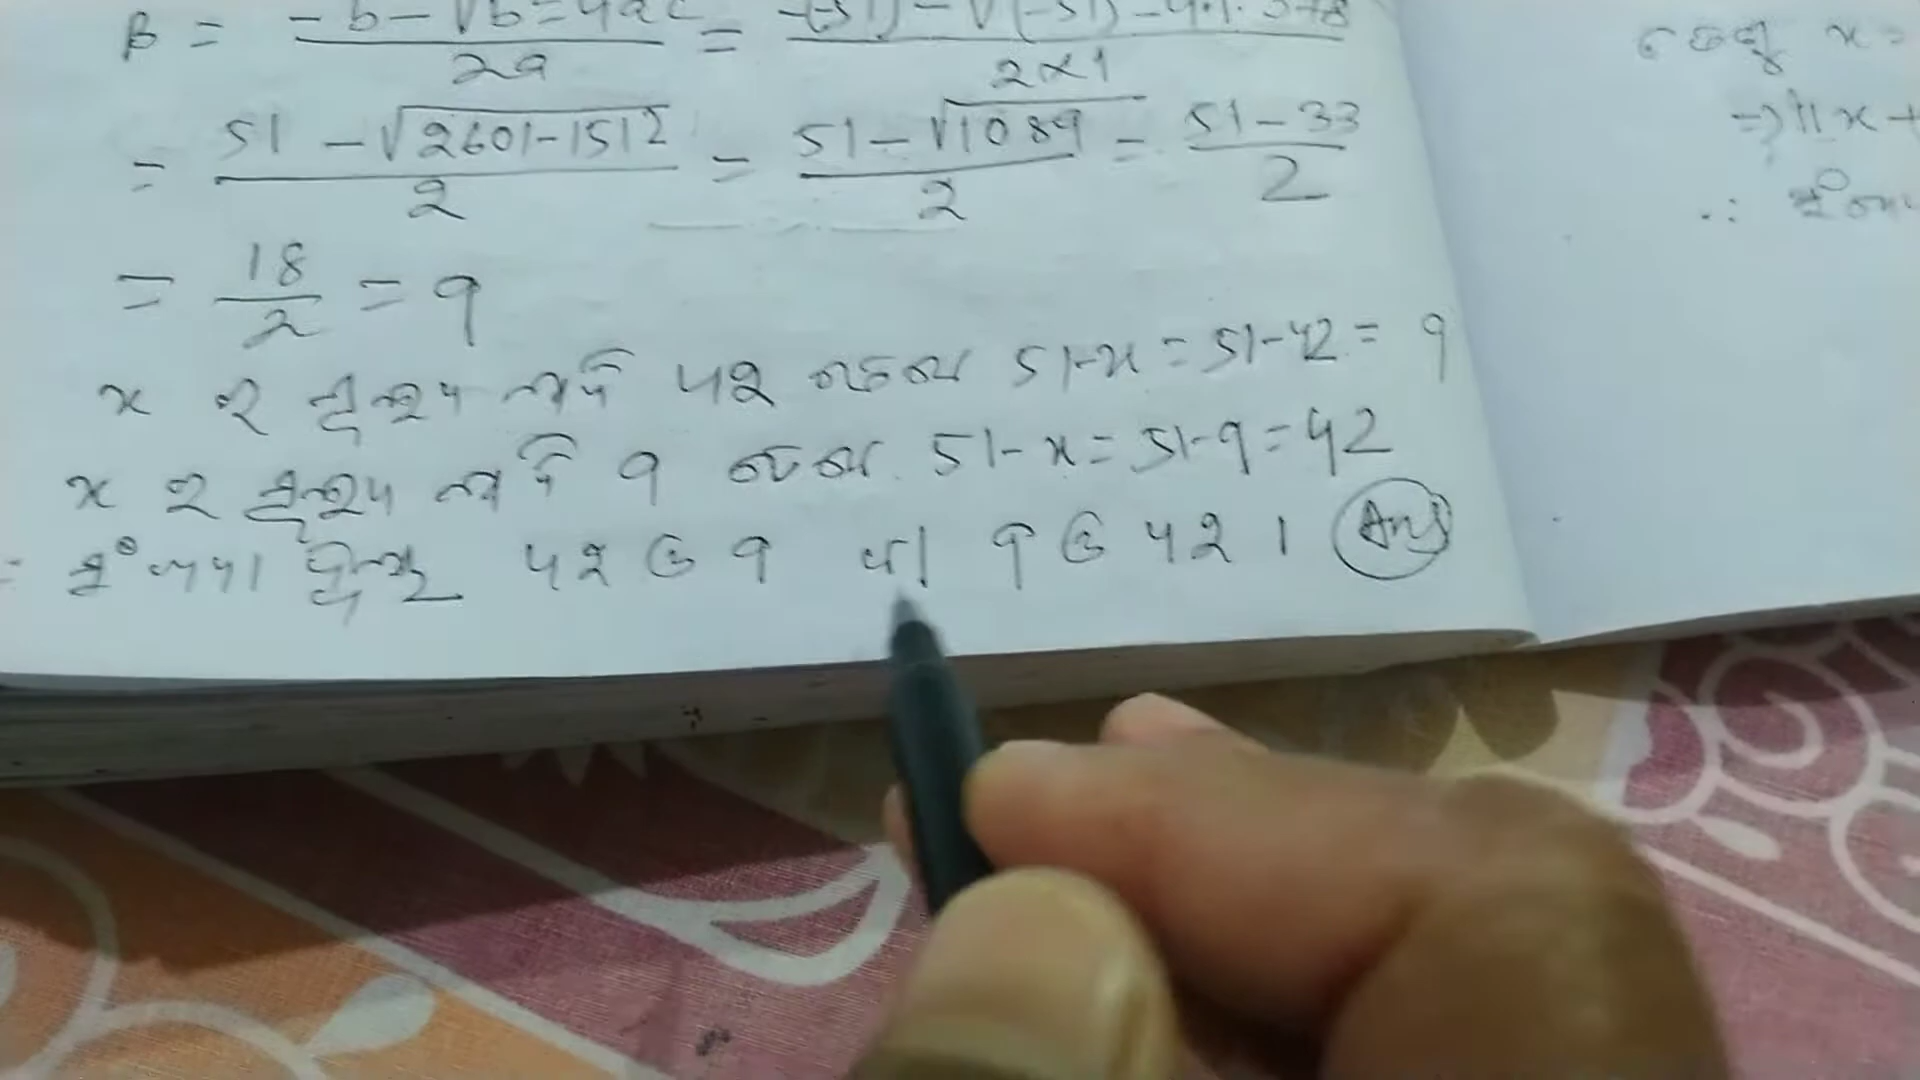 β = -b-√b²-4ac / 2a = -(-51)-√(-51)²-4·1·378 / 2×1
= 51-√2601-1512 / 2 = 51-√1089 / 2 = 51-33 / 2
= 18/2 = 9
x ର ମୂଲ୍ୟ ଯଦି 42 ହେବେ 51-x = 51-42 = 9
x ର ମୂଲ୍ୟ ଯଦି 9 ହେବେ 51-x = 51-9 = 42
ସଂଖ୍ୟା ଦୁଇ 42 ଓ 9 ବା 9 ଓ 42 । Ans
x =
⇒ 11x +
∴